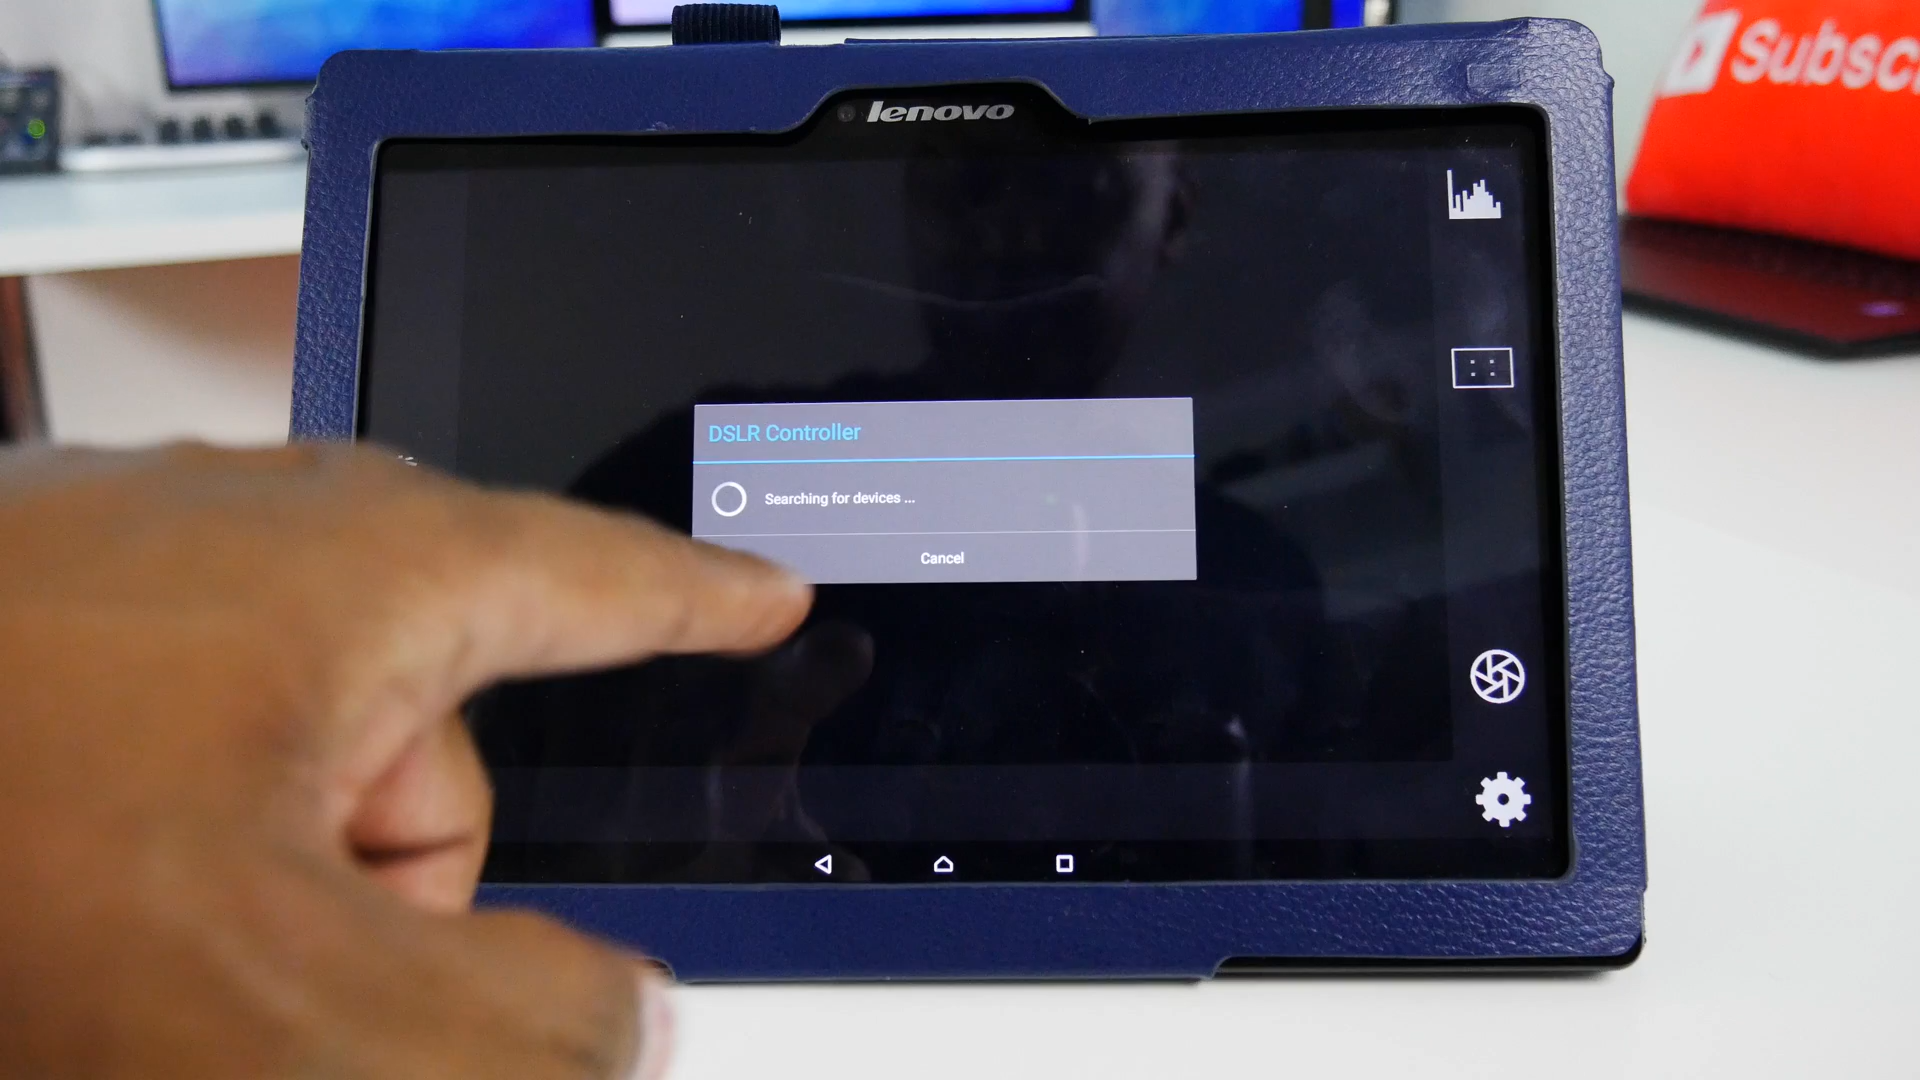 lenovo
Subsc
DSLR Controller
Searching for devices ...
Cancel